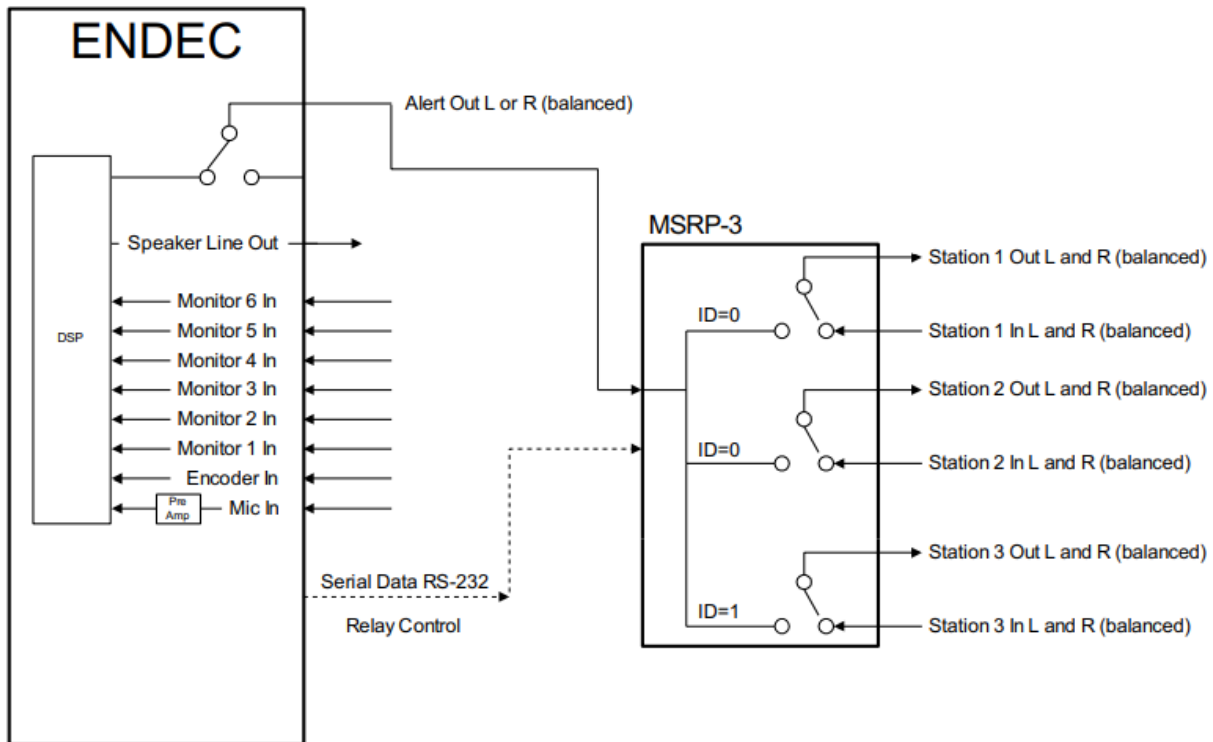 ENDEC
Alert Out L or R (balanced)
DSP
Speaker Line Out
Monitor 6 In
Monitor 5 In
Monitor 4 In
Monitor 3 In
Monitor 2 In
Monitor 1 In
Encoder In
Pre
Amp
Mic In
Serial Data RS-232
Relay Control
MSRP-3
ID=0
Station 1 Out L and R (balanced)
Station 1 In L and R (balanced)
ID=0
Station 2 Out L and R (balanced)
Station 2 In L and R (balanced)
ID=1
Station 3 Out L and R (balanced)
Station 3 In L and R (balanced)